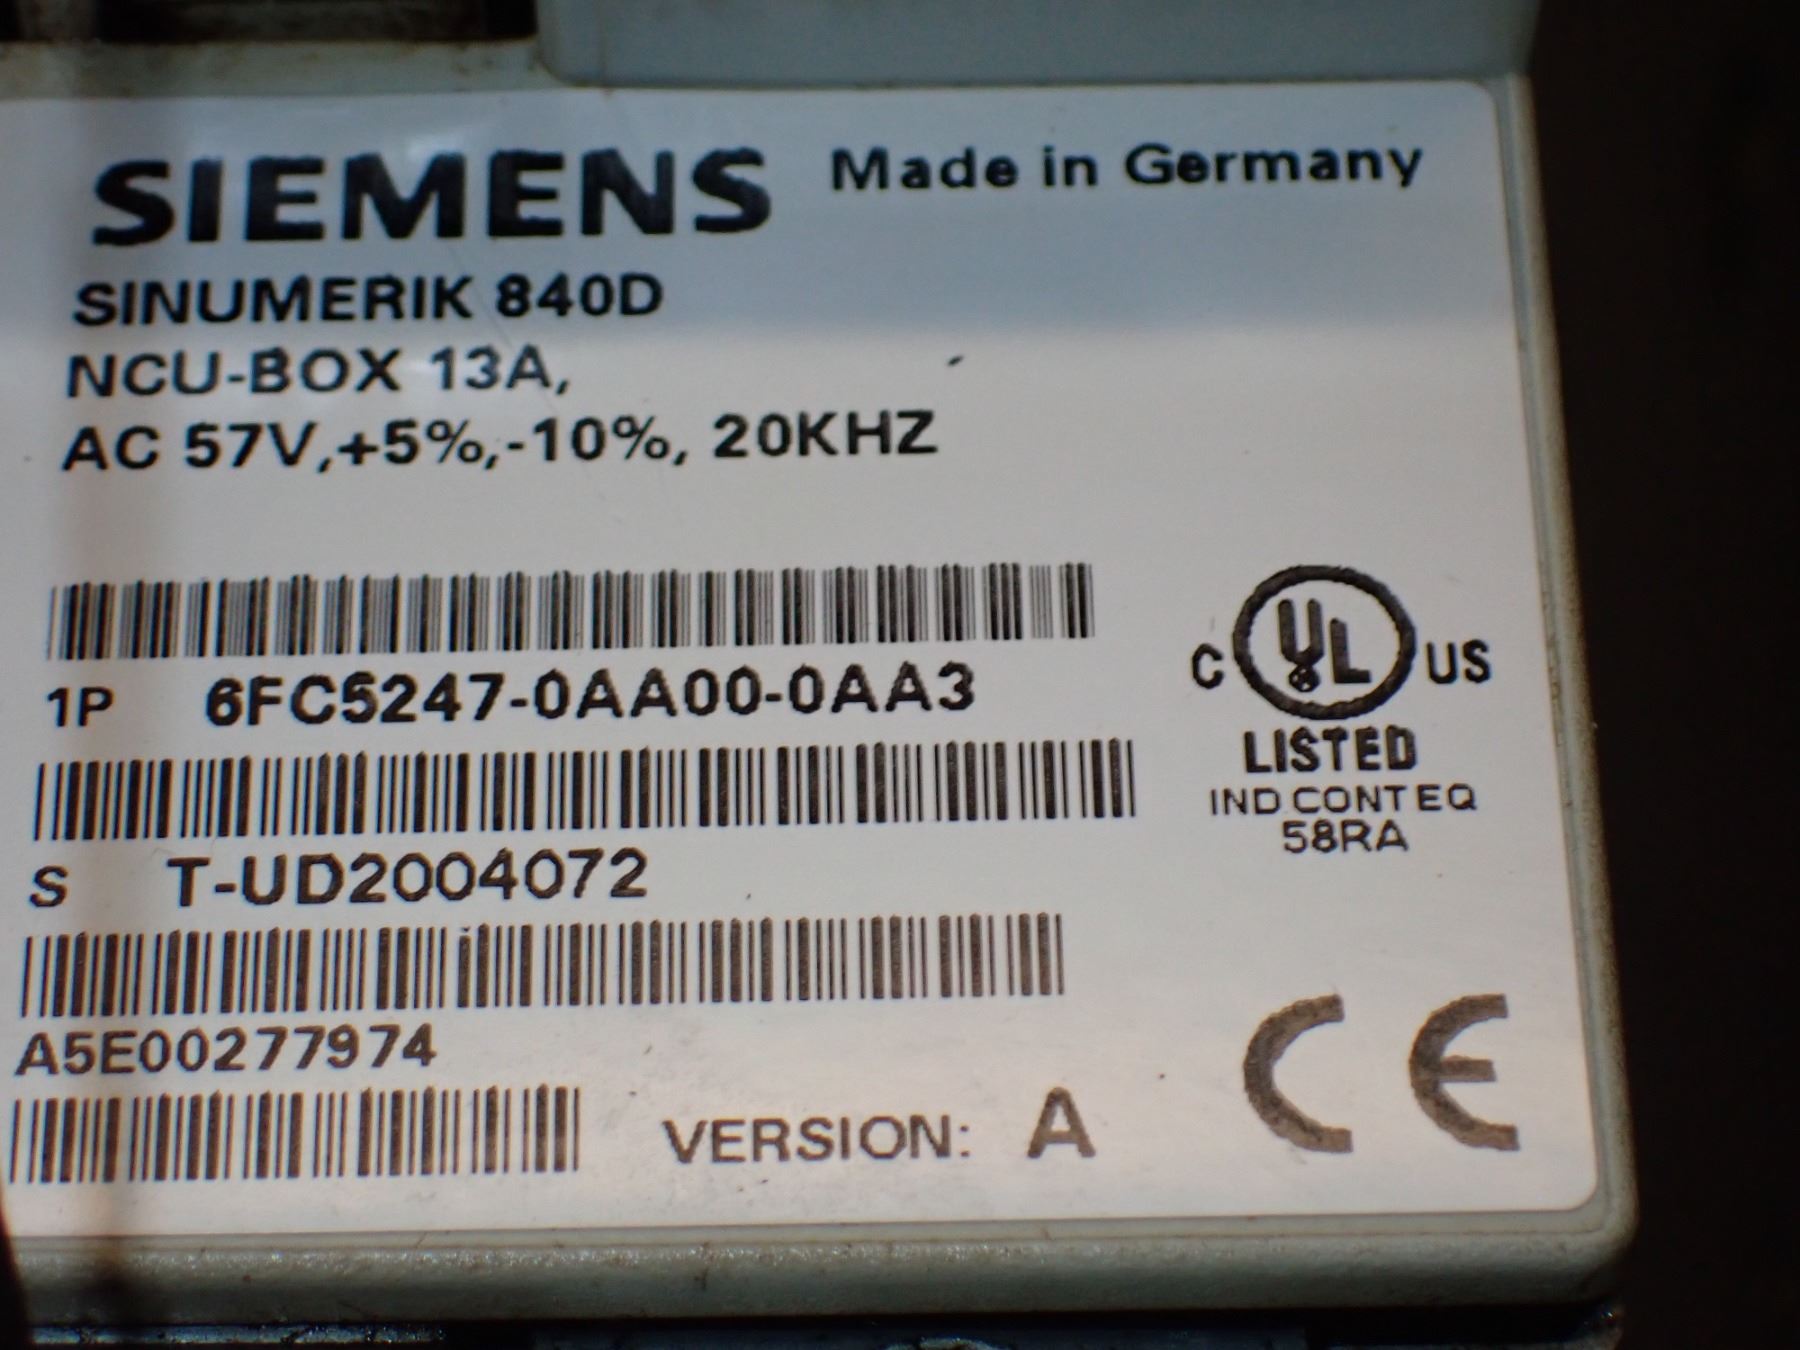 SIEMENS Made in Germany
SINUMERIK 840D
NCU-BOX 13A,
AC 57V,+5%,-10%, 20KHZ
1P 6FC5247-0AA00-0AA3
C UL US
LISTED
IND CONT EQ
58RA
S T-UD2004072
A5E00277974
VERSION: A
CE